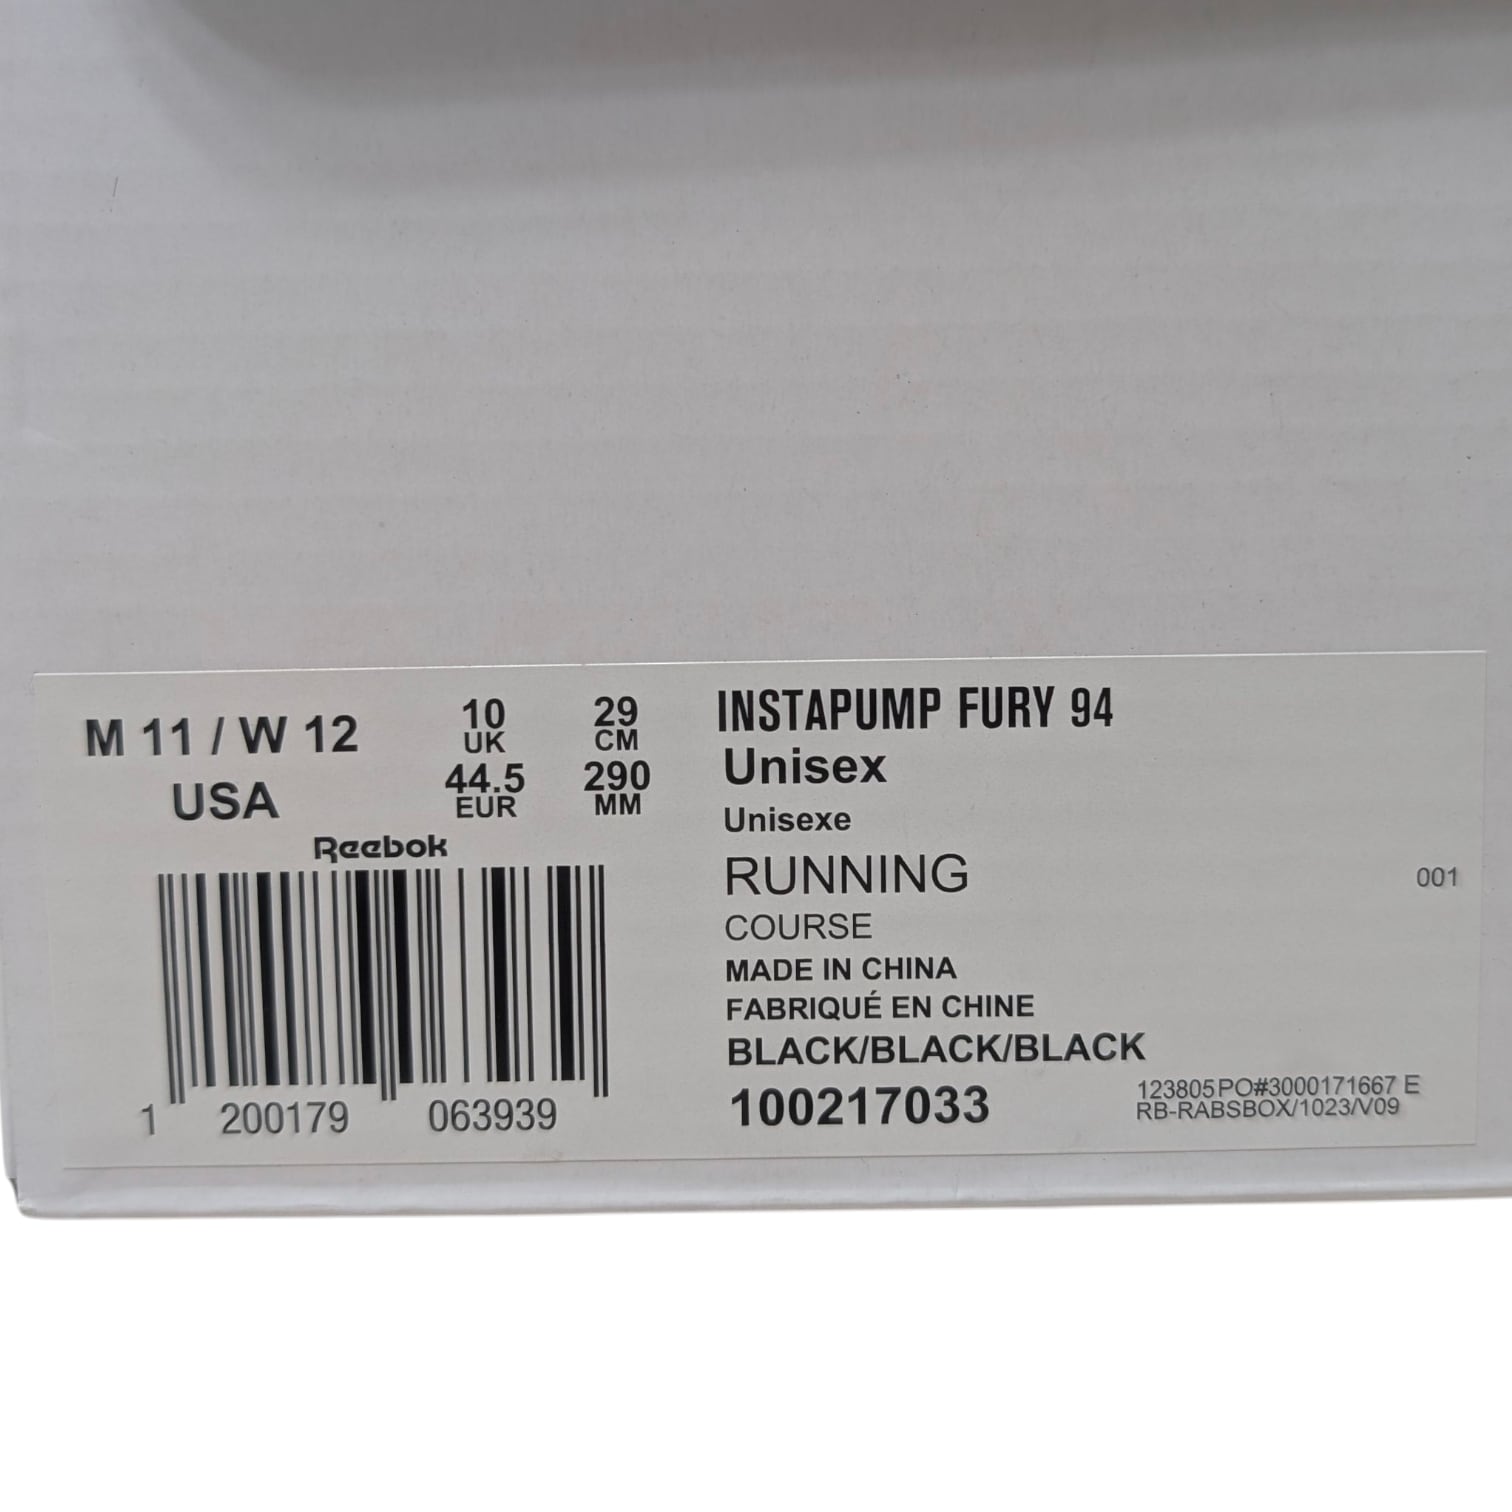 M 11 / W 12
USA
10
UK
44.5
EUR
29
CM
290
MM
Reebok
1 200179 063939
INSTAPUMP FURY 94
Unisex
Unisexe
RUNNING
COURSE
MADE IN CHINA
FABRIQUÉ EN CHINE
BLACK/BLACK/BLACK
100217033
001
123805PO#3000171667 E
RB-RABSBOX/1023/V09